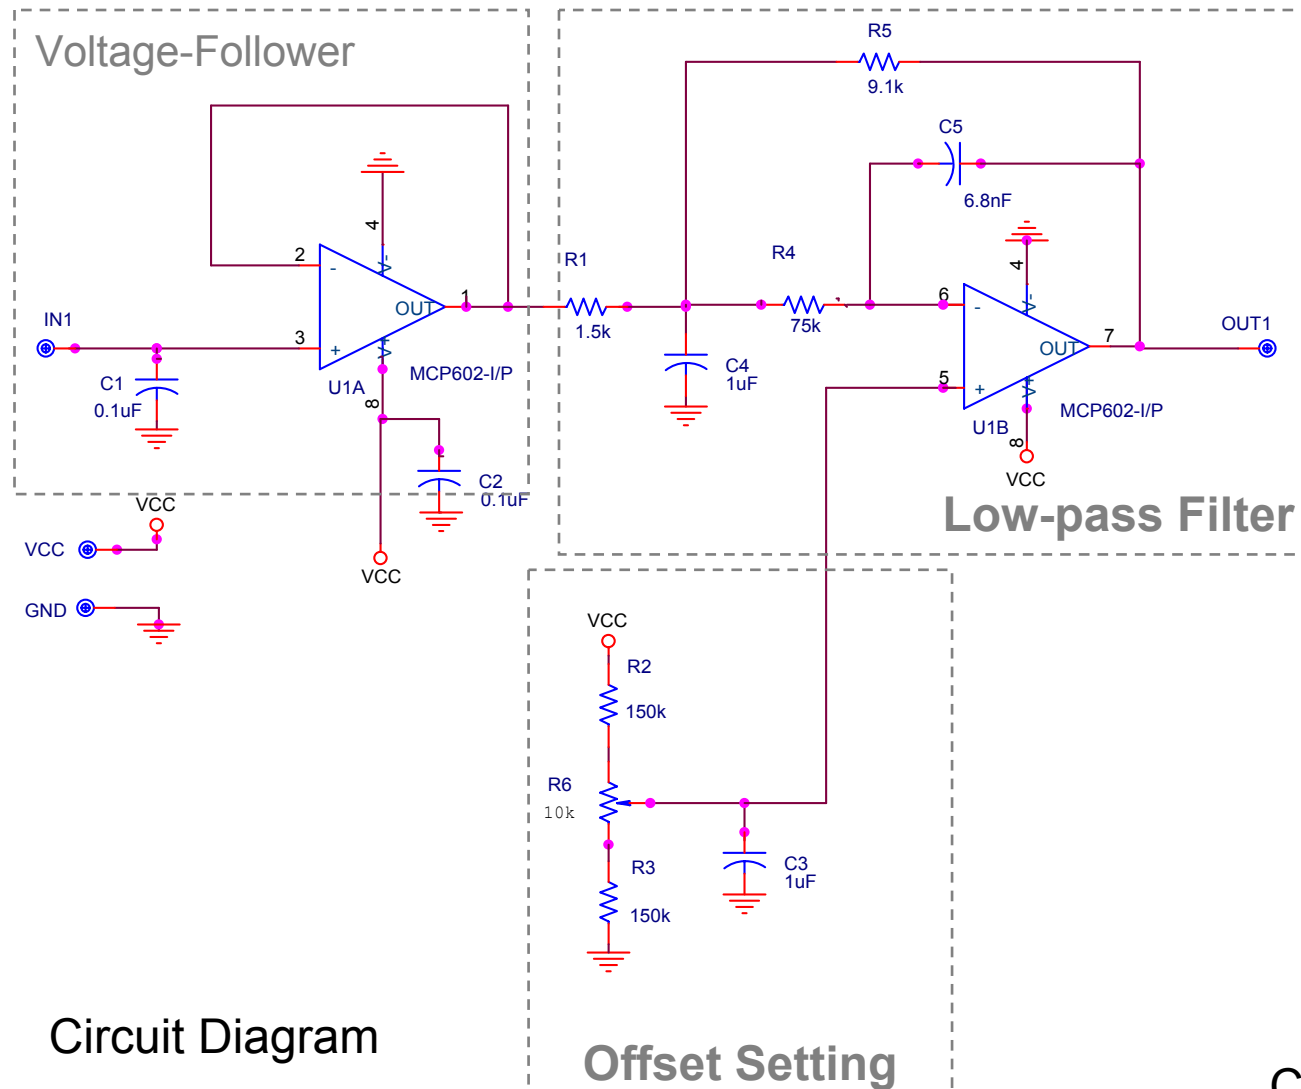 Voltage-Follower
2
-
3
+
4
V-
OUT
1
V+
8
U1A
MCP602-I/P
IN1
C1
0.1uF
C2
0.1uF
VCC
VCC
VCC
GND
R5
9.1k
C5
6.8nF
R1
1.5k
R4
75k
C4
1uF
6
-
5
+
4
V-
OUT
7
V+
8
U1B
MCP602-I/P
VCC
OUT1
Low-pass Filter
VCC
R2
150k
R6
10k
R3
150k
C3
1uF
Circuit Diagram
Offset Setting
C